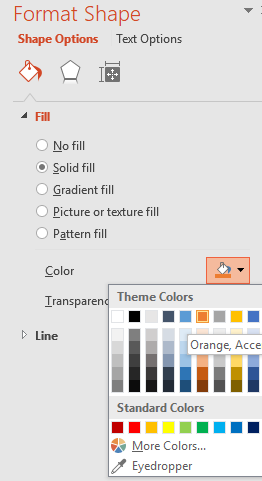 Format Shape
Shape Options Text Options
Fill
No fill
Solid fill
Gradient fill
Picture or texture fill
Pattern fill
Color
Transparenc
Theme Colors
Orange, Acce
Line
Standard Colors
More Colors...
Eyedropper